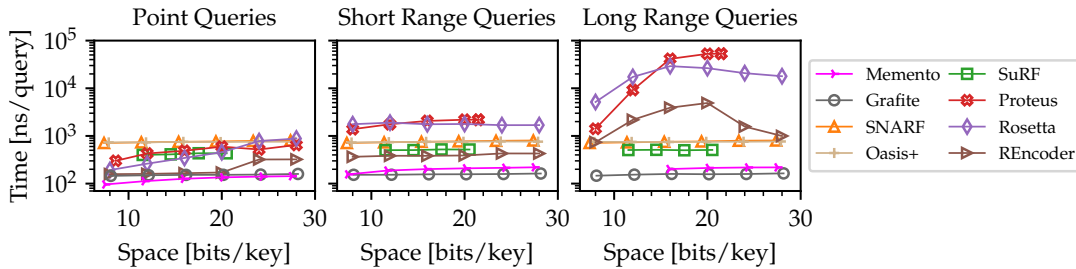 Point Queries
Short Range Queries
Long Range Queries
Time [ns/query]
10^5
10^4
10^3
10^2
10 20 30
10 20 30
10 20 30
Space [bits/key]
Space [bits/key]
Space [bits/key]
Memento
Grafite
SNARF
Oasis+
SuRF
Proteus
Rosetta
REncoder